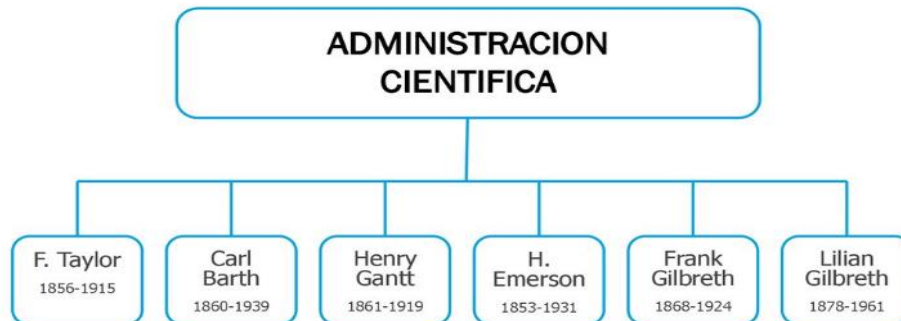 ADMINISTRACION
CIENTIFICA
F. Taylor
1856-1915
Carl
Barth
1860-1939
Henry
Gantt
1861-1919
H.
Emerson
1853-1931
Frank
Gilbreth
1868-1924
Lilian
Gilbreth
1878-1961